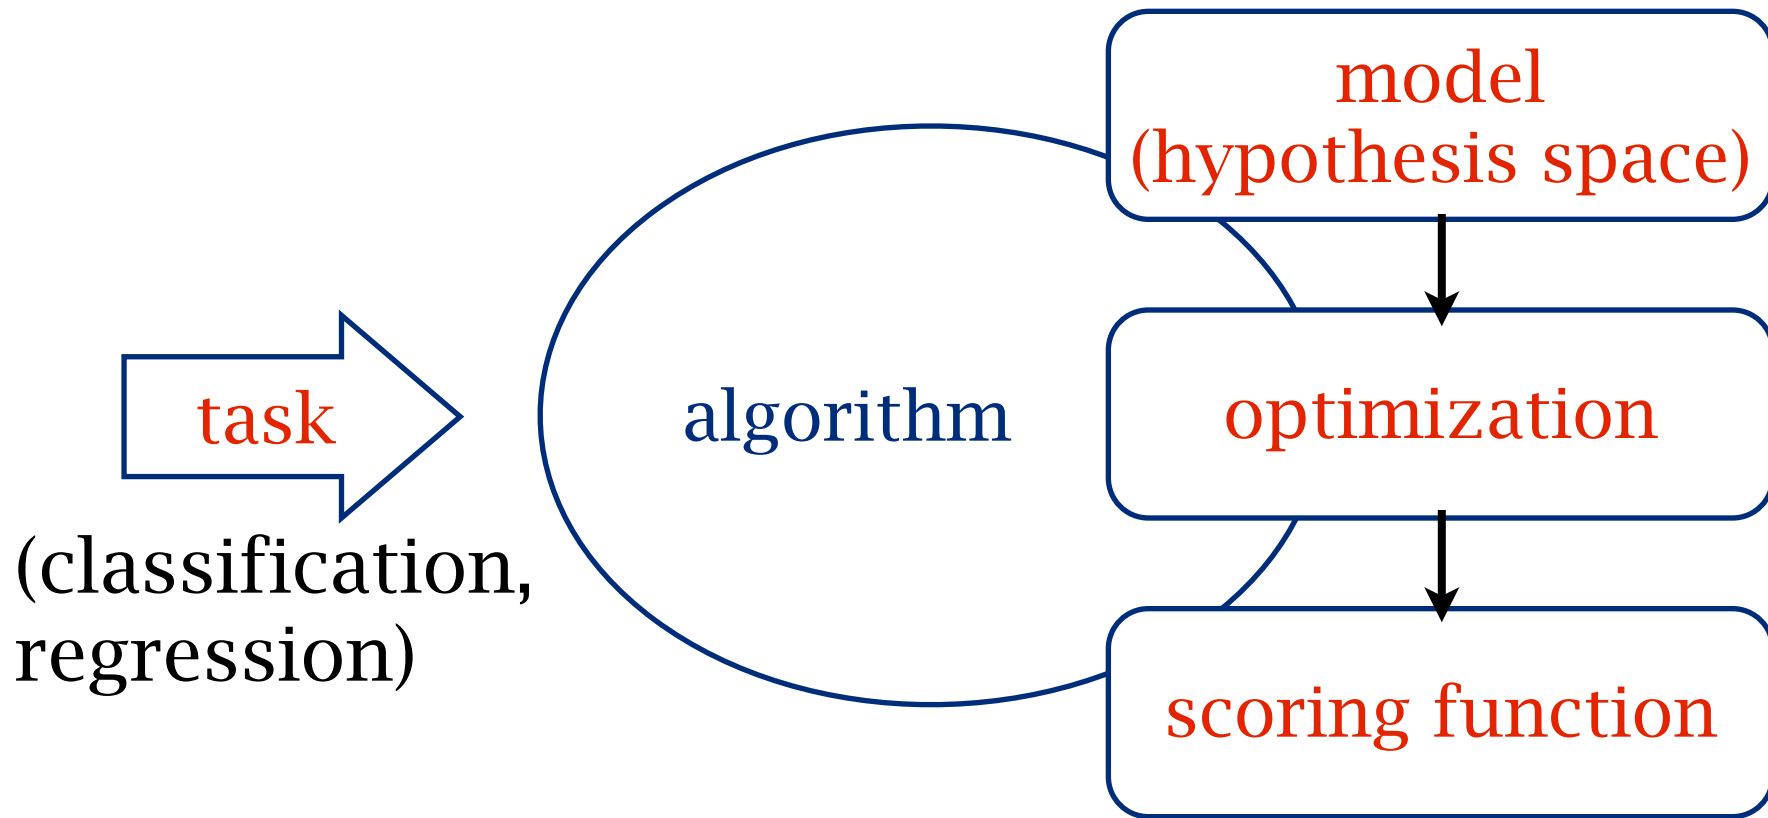 task
(classification,
regression)
algorithm
model
(hypothesis space)
optimization
scoring function